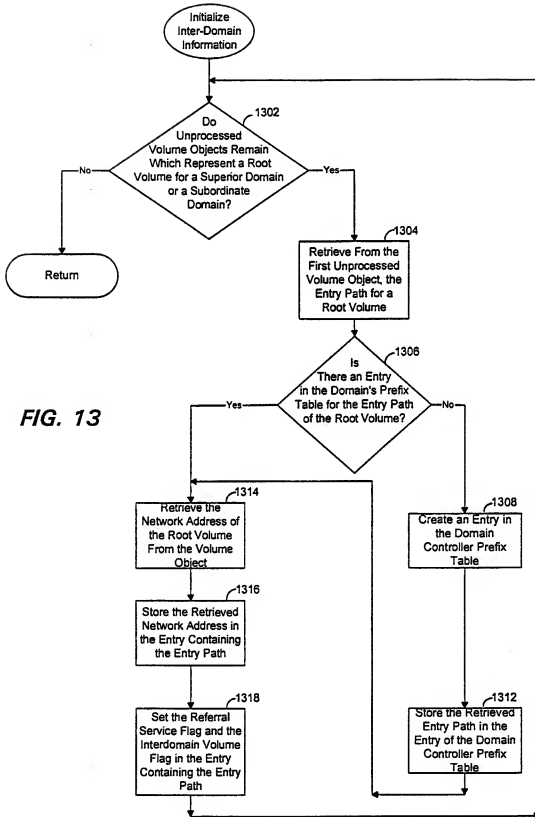 Initialize
Inter-Domain
Information
1302
Do
Unprocessed
Volume Objects Remain
Which Represent a Root
Volume for a Superior Domain
or a Subordinate
Domain?
No
Yes
Return
1304
Retrieve From the
First Unprocessed
Volume Object, the
Entry Path for a
Root Volume
1306
Is
There an Entry
in the Domain's Prefix
Table for the Entry Path
of the Root Volume?
Yes
No
FIG. 13
1314
Retrieve the
Network Address of
the Root Volume
From the Volume
Object
1308
Create an Entry in
the Domain
Controller Prefix
Table
1316
Store the Retrieved
Network Address in
the Entry Containing
the Entry Path
1318
Set the Referral
Service Flag and the
Interdomain Volume
Flag in the Entry
Containing the Entry
Path
1312
Store the Retrieved
Entry Path in the
Entry of the Domain
Controller Prefix
Table